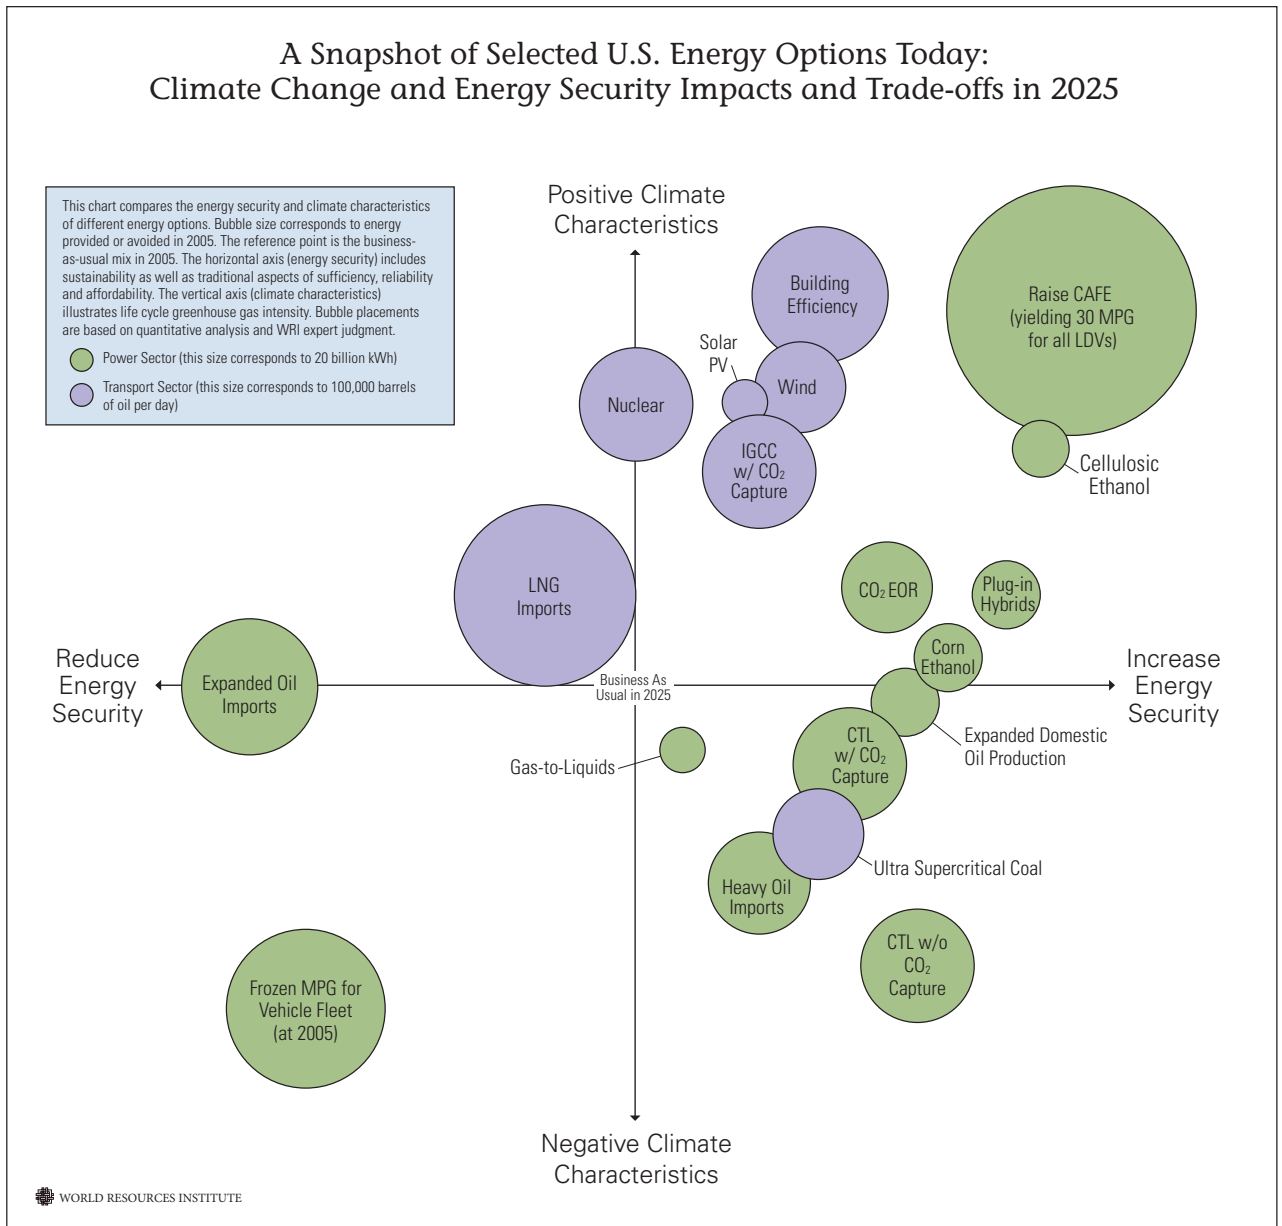 A Snapshot of Selected U.S. Energy Options Today:
Climate Change and Energy Security Impacts and Trade-offs in 2025
This chart compares the energy security and climate characteristics
of different energy options. Bubble size corresponds to energy
provided or avoided in 2005. The reference point is the business-
as-usual mix in 2005. The horizontal axis (energy security) includes
sustainability as well as traditional aspects of sufficiency, reliability
and affordability. The vertical axis (climate characteristics)
illustrates life cycle greenhouse gas intensity. Bubble placements
are based on quantitative analysis and WRI expert judgment.
Power Sector (this size corresponds to 20 billion kWh)
Transport Sector (this size corresponds to 100,000 barrels
of oil per day)
Positive Climate
Characteristics
Building
Efficiency
Raise CAFE
(yielding 30 MPG
for all LDVs)
Solar
PV
Wind
Nuclear
IGCC
w/ CO₂
Capture
Cellulosic
Ethanol
LNG
Imports
CO₂ EOR
Plug-in
Hybrids
Corn
Ethanol
Reduce
Energy
Security
Expanded Oil
Imports
Business As
Usual in 2025
Increase
Energy
Security
Gas-to-Liquids
CTL
w/ CO₂
Capture
Expanded Domestic
Oil Production
Ultra Supercritical Coal
Heavy Oil
Imports
CTL w/o
CO₂
Capture
Frozen MPG for
Vehicle Fleet
(at 2005)
Negative Climate
Characteristics
WORLD RESOURCES INSTITUTE